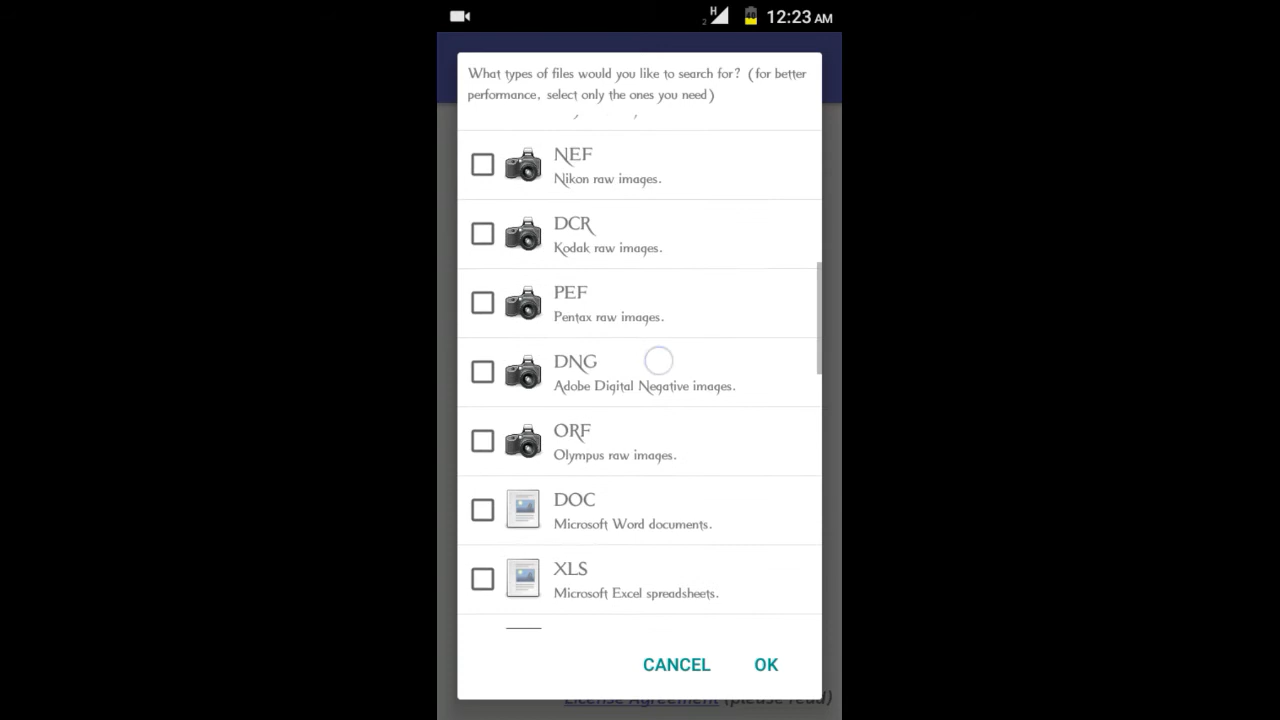 H
2
40
12:23 AM
What types of files would you like to search for? (for better
performance, select only the ones you need)
NEF
Nikon raw images.
DCR
Kodak raw images.
PEF
Pentax raw images.
DNG
Adobe Digital Negative images.
ORF
Olympus raw images.
DOC
Microsoft Word documents.
XLS
Microsoft Excel spreadsheets.
CANCEL
OK
License Agreement (please read)